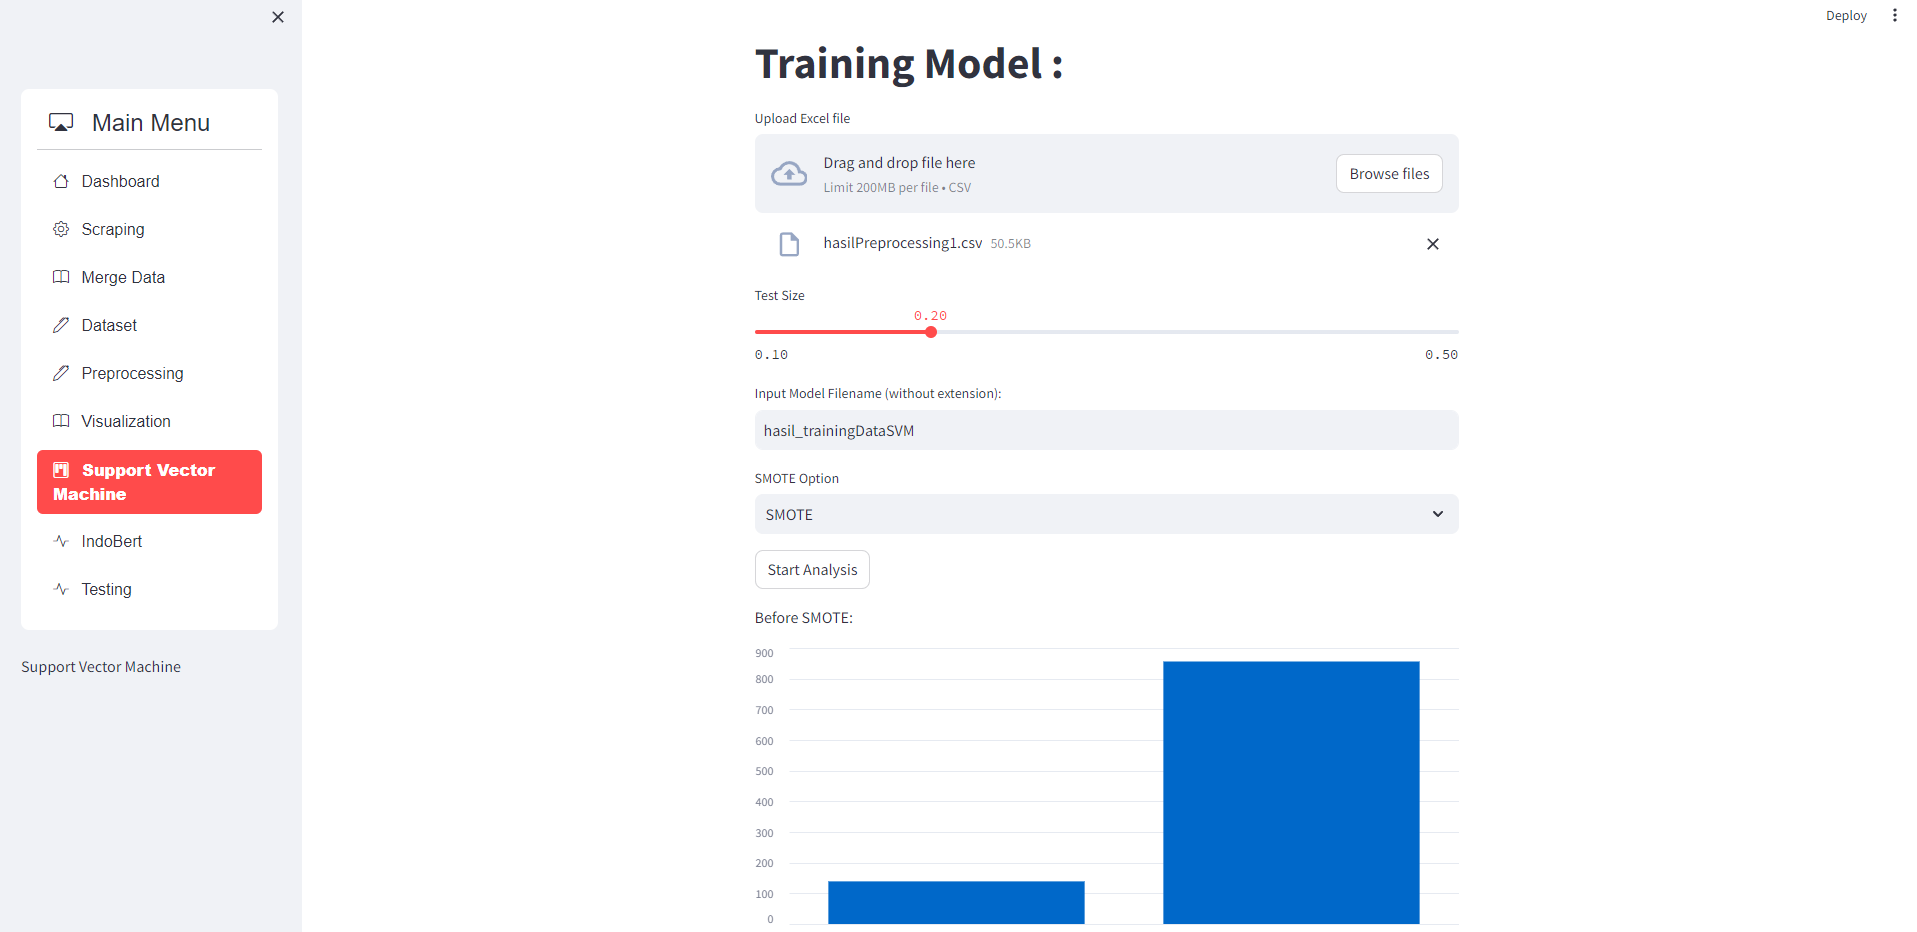 Deploy
Main Menu
Dashboard
Scraping
Merge Data
Dataset
Preprocessing
Visualization
Support Vector
Machine
IndoBert
Testing
Support Vector Machine
Training Model :
Upload Excel file
Drag and drop file here
Limit 200MB per file • CSV
Browse files
hasilPreprocessing1.csv 50.5KB
Test Size
0.20
0.10 0.50
Input Model Filename (without extension):
hasil_trainingDataSVM
SMOTE Option
SMOTE
Start Analysis
Before SMOTE:
900
800
700
600
500
400
300
200
100
0